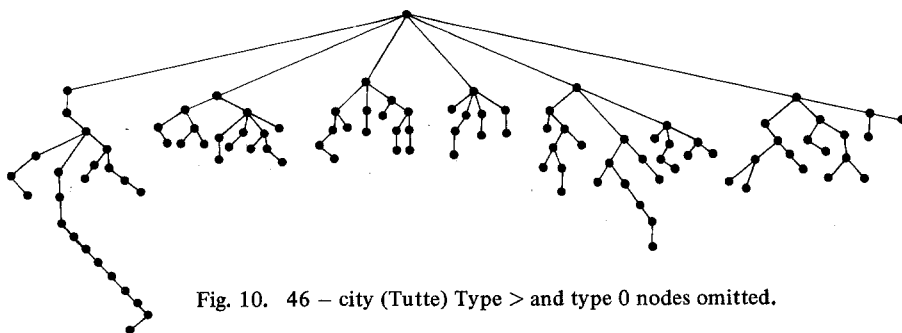 Fig. 10. 46 – city (Tutte) Type > and type 0 nodes omitted.